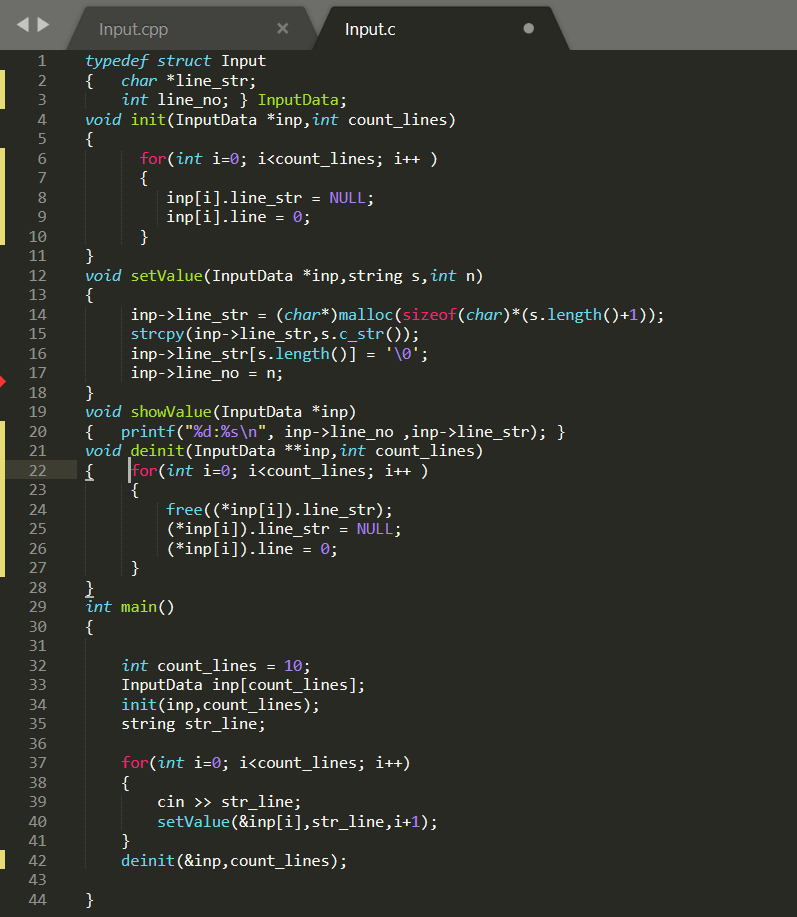 Input.cpp
Input.c
1 typedef struct Input
2 {   char *line_str;
3     int line_no; } InputData;
4 void init(InputData *inp,int count_lines)
5 {
6       for(int i=0; i<count_lines; i++ )
7       {
8          inp[i].line_str = NULL;
9          inp[i].line = 0;
10       }
11 }
12 void setValue(InputData *inp,string s,int n)
13 {
14      inp->line_str = (char*)malloc(sizeof(char)*(s.length()+1));
15      strcpy(inp->line_str,s.c_str());
16      inp->line_str[s.length()] = '\0';
17      inp->line_no = n;
18 }
19 void showValue(InputData *inp)
20 {   printf("%d:%s\n", inp->line_no ,inp->line_str); }
21 void deinit(InputData **inp,int count_lines)
22 {    for(int i=0; i<count_lines; i++ )
23      {
24          free((*inp[i]).line_str);
25          (*inp[i]).line_str = NULL;
26          (*inp[i]).line = 0;
27      }
28 }
29 int main()
30 {
31
32     int count_lines = 10;
33     InputData inp[count_lines];
34     init(inp,count_lines);
35     string str_line;
36
37     for(int i=0; i<count_lines; i++)
38     {
39         cin >> str_line;
40         setValue(&inp[i],str_line,i+1);
41     }
42     deinit(&inp,count_lines);
43
44 }